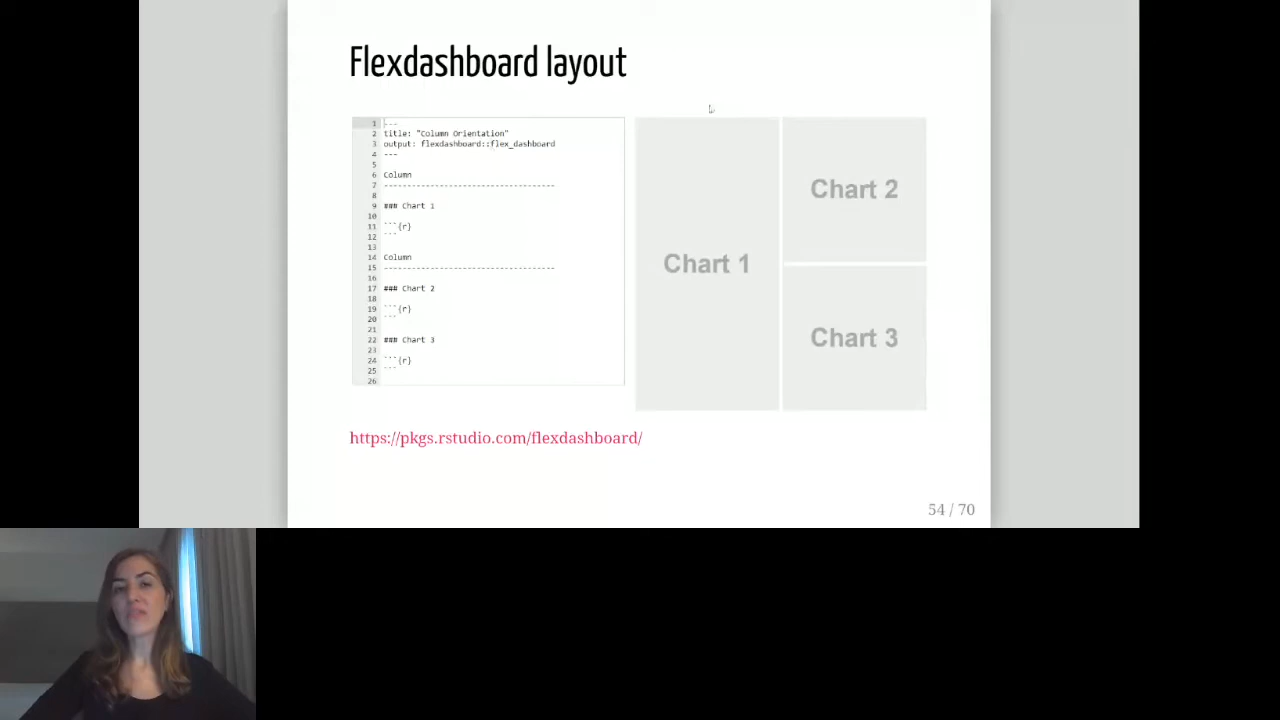 Flexdashboard layout
1 ---
2 title: "Column Orientation"
3 output: flexdashboard::flex_dashboard
4 ---
5
6 Column
7 -------------------------------------
8
9 ### Chart 1
10
11 ```{r}
12 ```
13
14 Column
15 -------------------------------------
16
17 ### Chart 2
18
19 ```{r}
20 ```
21
22 ### Chart 3
23
24 ```{r}
25 ```
26
Chart 1
Chart 2
Chart 3
https://pkgs.rstudio.com/flexdashboard/
54 / 70